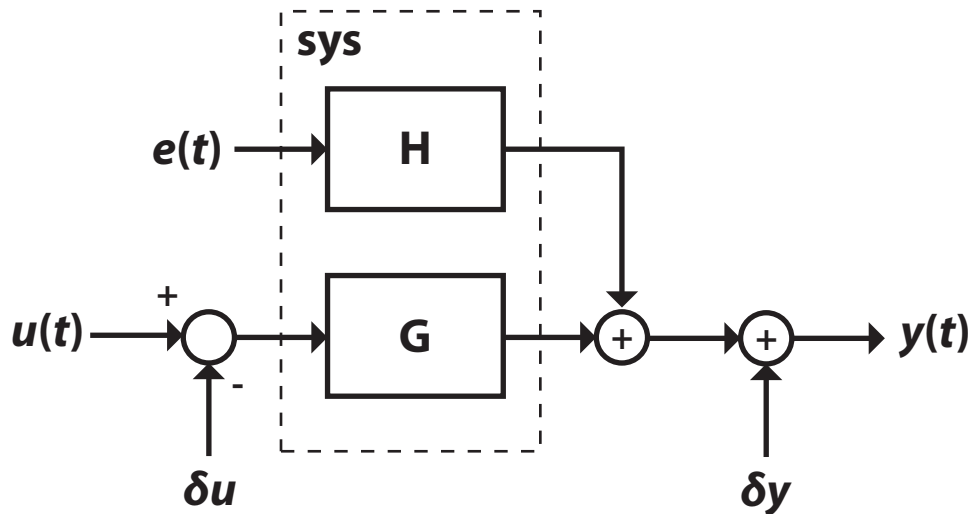 sys
e(t)
H
+
u(t)
G
+
+
y(t)
-
δu
δy